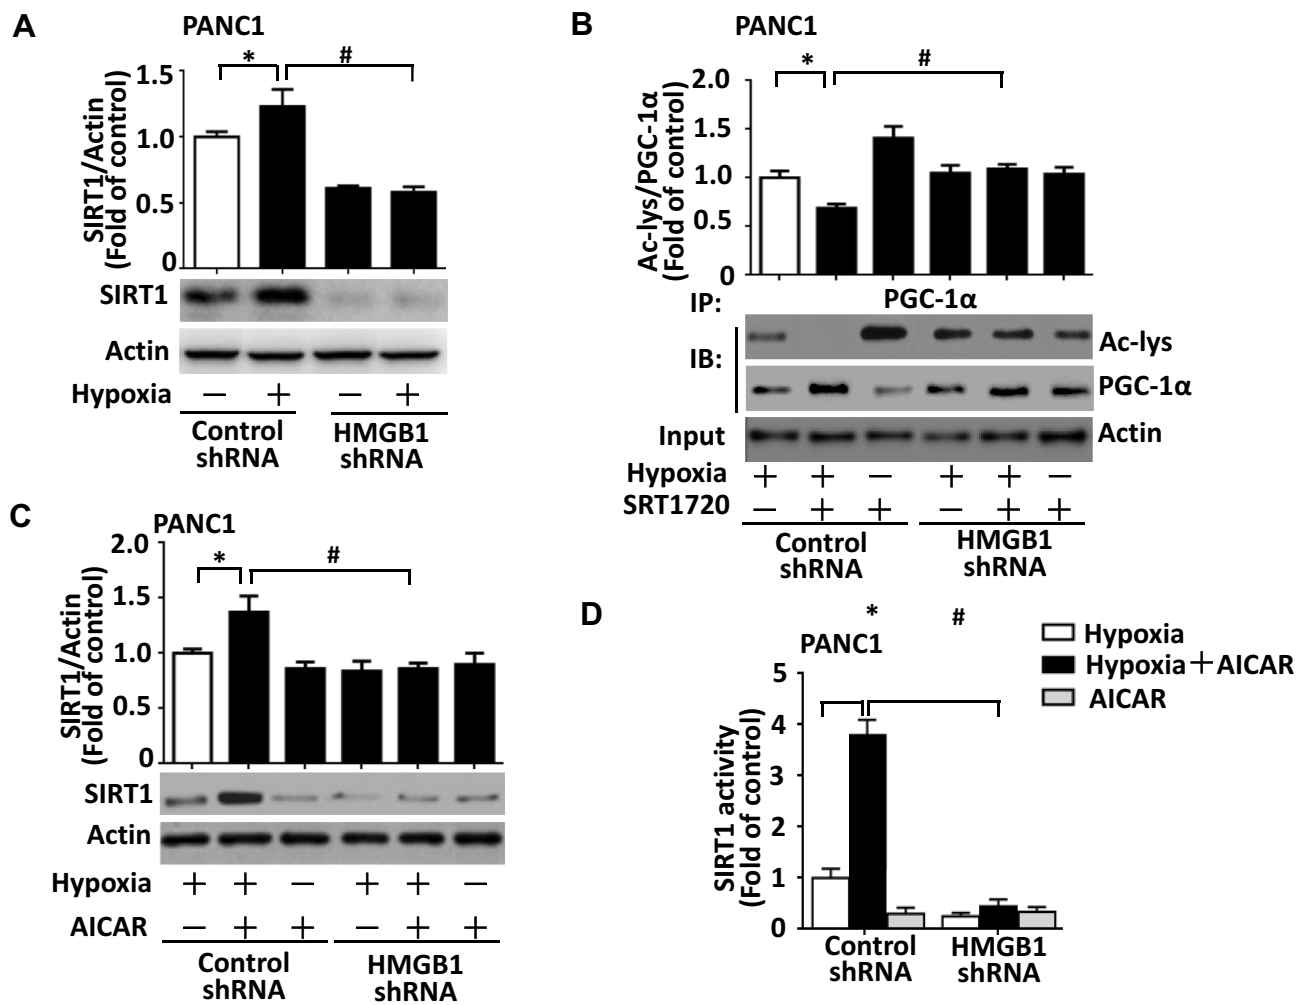 A
PANC1
* #
SIRT1/Actin
(Fold of control)
1.5
1.0
0.5
0
SIRT1
Actin
Hypoxia − + − +
Control
shRNA
HMGB1
shRNA
B
PANC1
* #
Ac-lys/PGC-1α
(Fold of control)
2.0
1.5
1.0
0.5
0
IP: PGC-1α
IB:
Ac-lys
PGC-1α
Input Actin
Hypoxia + + − + + −
SRT1720 − + + − + +
Control
shRNA
HMGB1
shRNA
C
PANC1
* #
SIRT1/Actin
(Fold of control)
2.0
1.5
1.0
0.5
0
SIRT1
Actin
Hypoxia + + − + + −
AICAR − + + − + +
Control
shRNA
HMGB1
shRNA
D
* #
PANC1
Hypoxia
Hypoxia+AICAR
AICAR
SIRT1 activity
(Fold of control)
5
4
3
2
1
0
Control
shRNA
HMGB1
shRNA